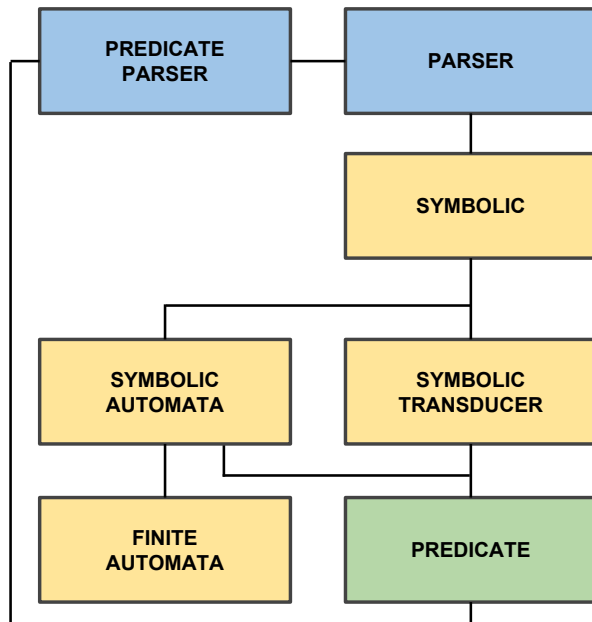 PREDICATE
PARSER
PARSER
SYMBOLIC
SYMBOLIC
AUTOMATA
SYMBOLIC
TRANSDUCER
FINITE
AUTOMATA
PREDICATE